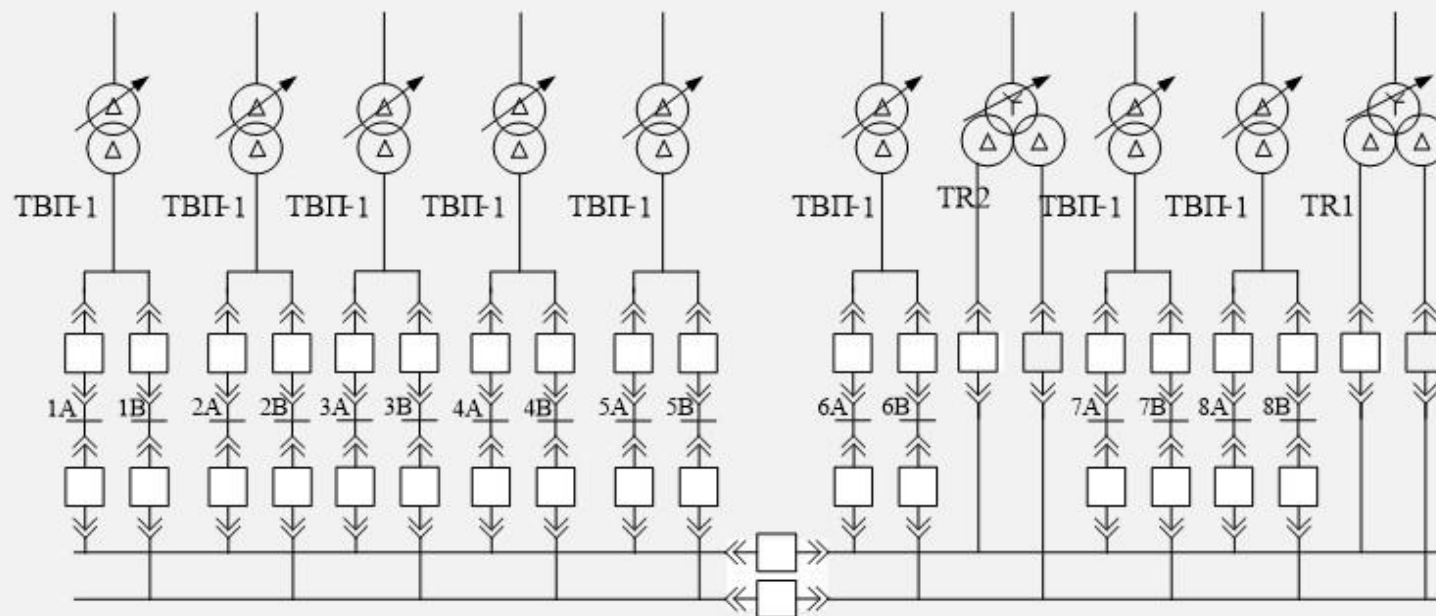 ТВП-1 ТВП-1 ТВП-1 ТВП-1 ТВП-1 ТВП-1 TR2 ТВП-1 ТВП-1 TR1
1A 1B 2A 2B 3A 3B 4A 4B 5A 5B 6A 6B 7A 7B 8A 8B